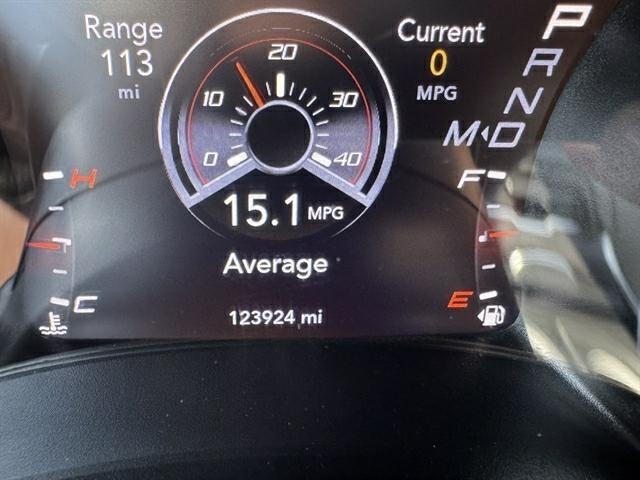 Range
113
mi
Current
0
MPG
P
R
N
M◂D
0 10 20 30 40
15.1 MPG
Average
123924 mi
H
C
F
E